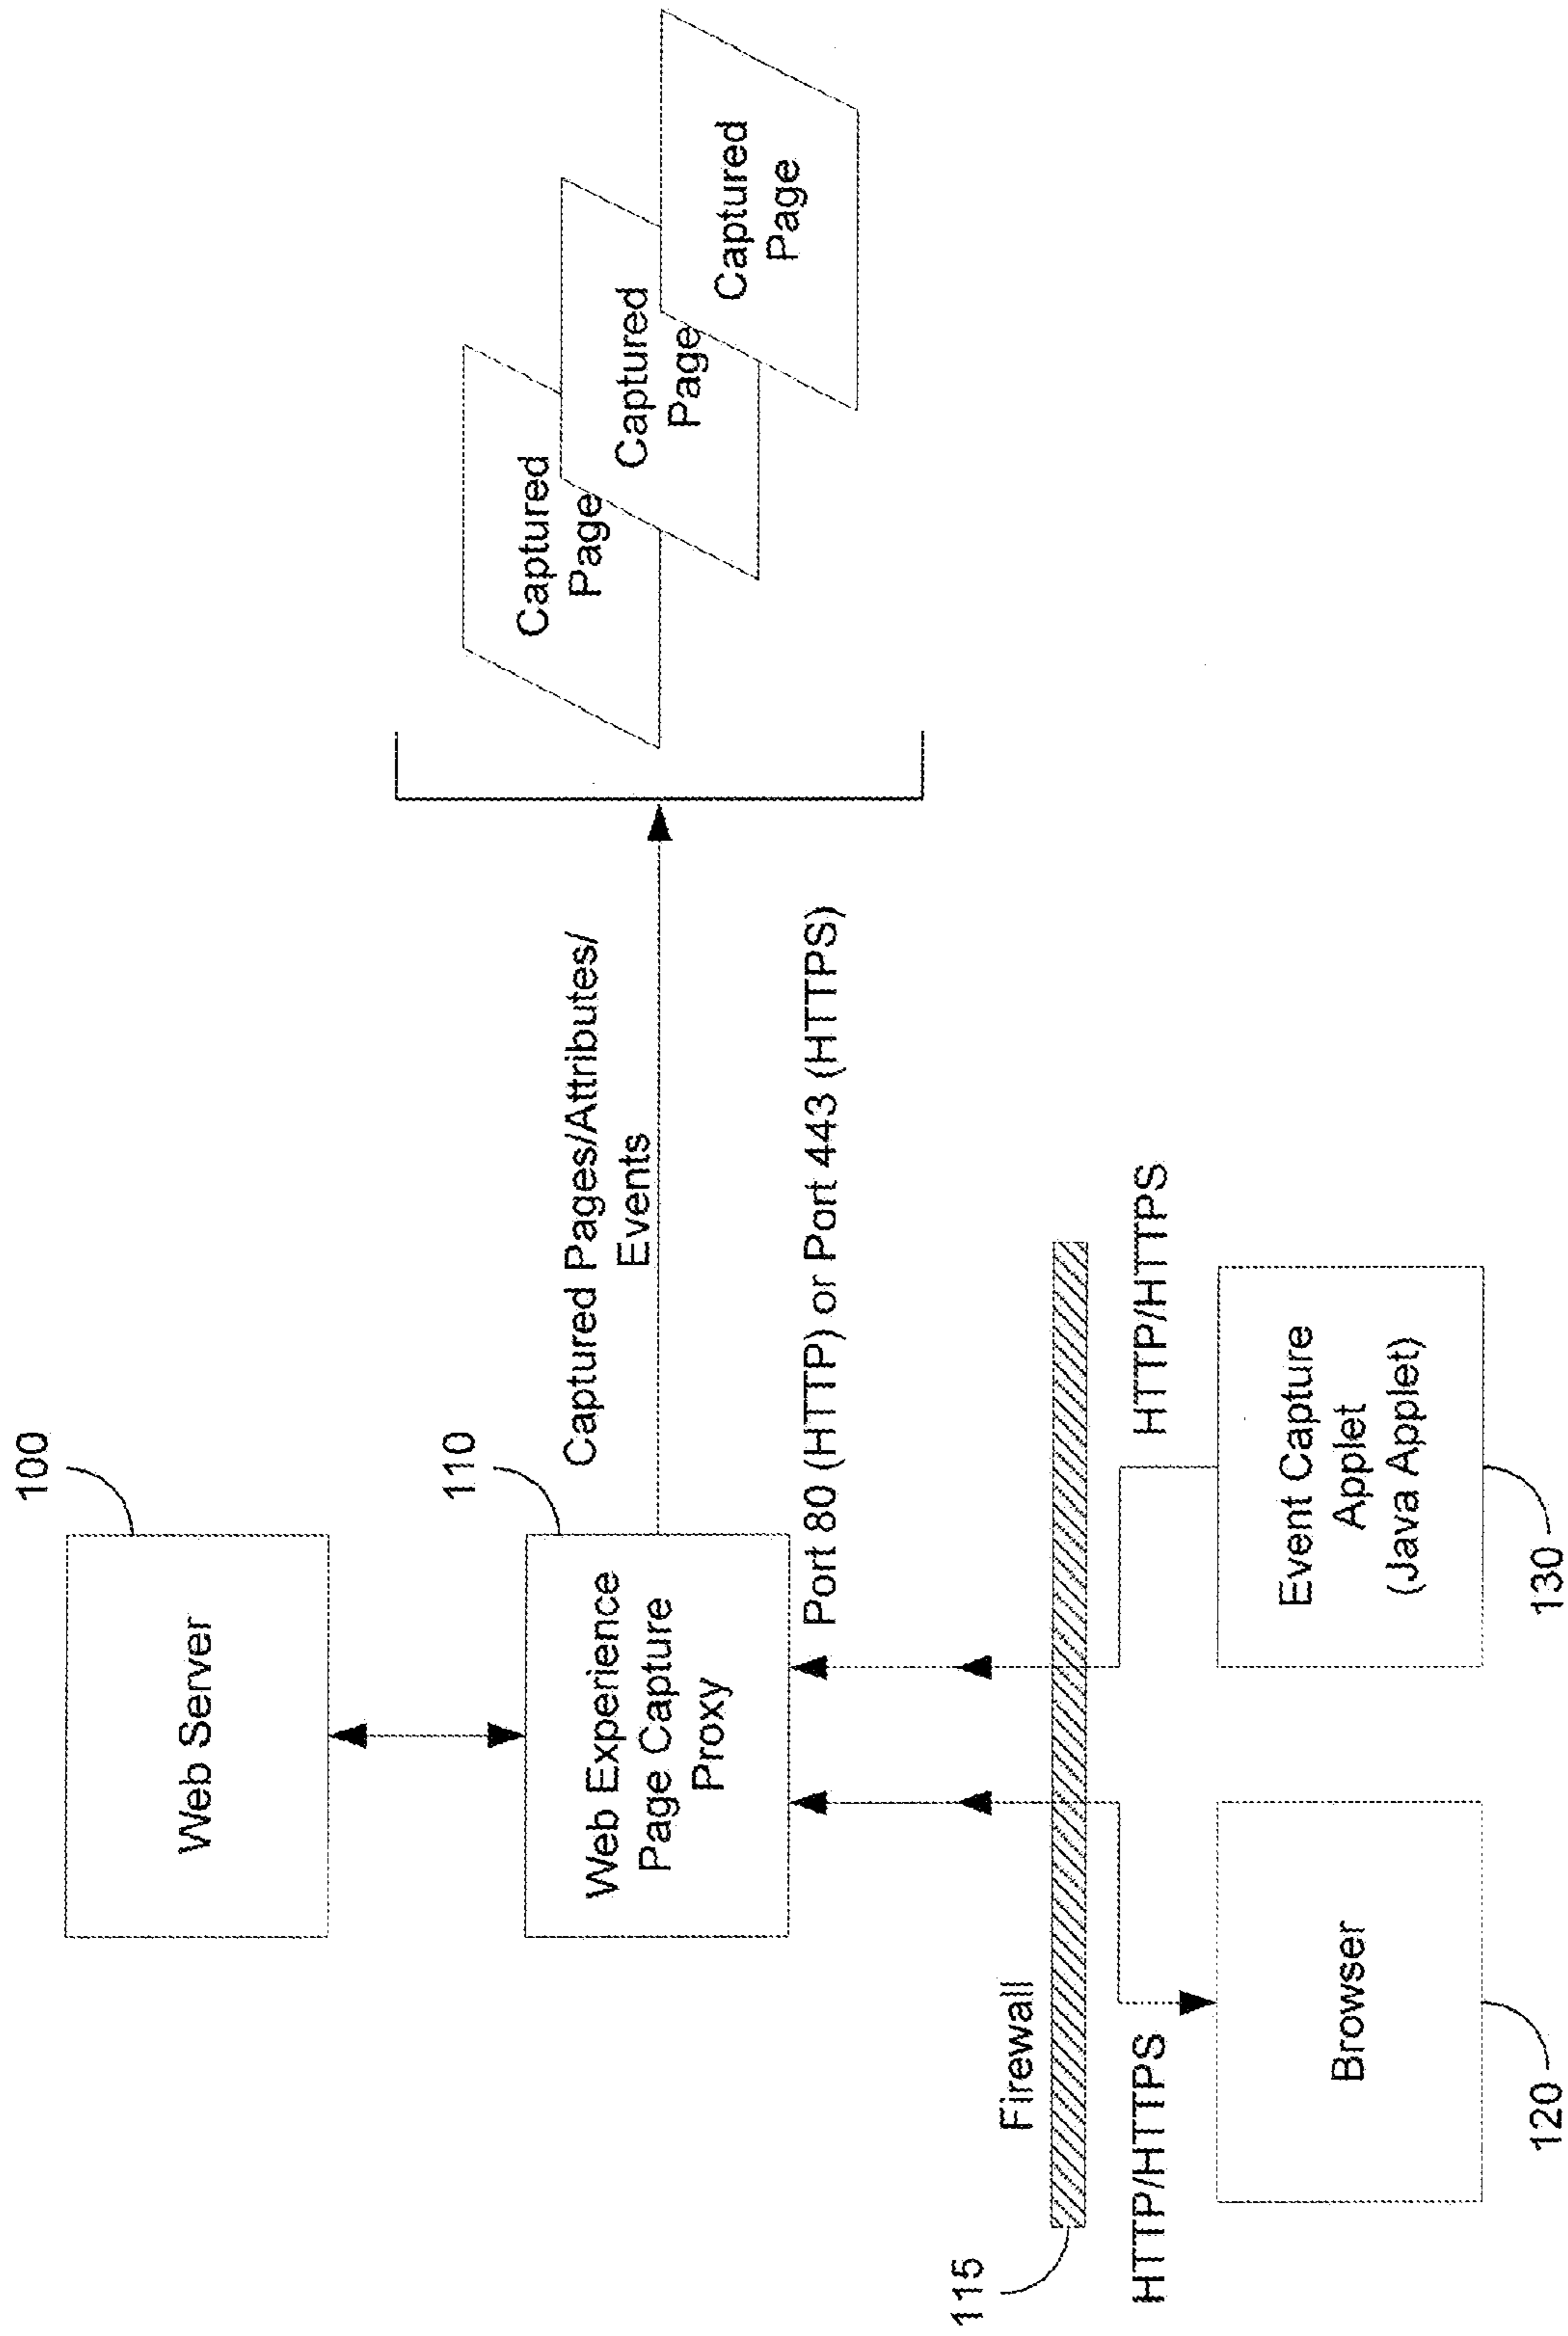 100
Web Server
110
Web Experience
Page Capture
Proxy
Captured Pages/Attributes/
Events
Captured
Page
Captured
Page
Captured
Page
Port 80 (HTTP) or Port 443 (HTTPS)
Firewall
115
HTTP/HTTPS
HTTP/HTTPS
Browser
120
Event Capture
Applet
(Java Applet)
130